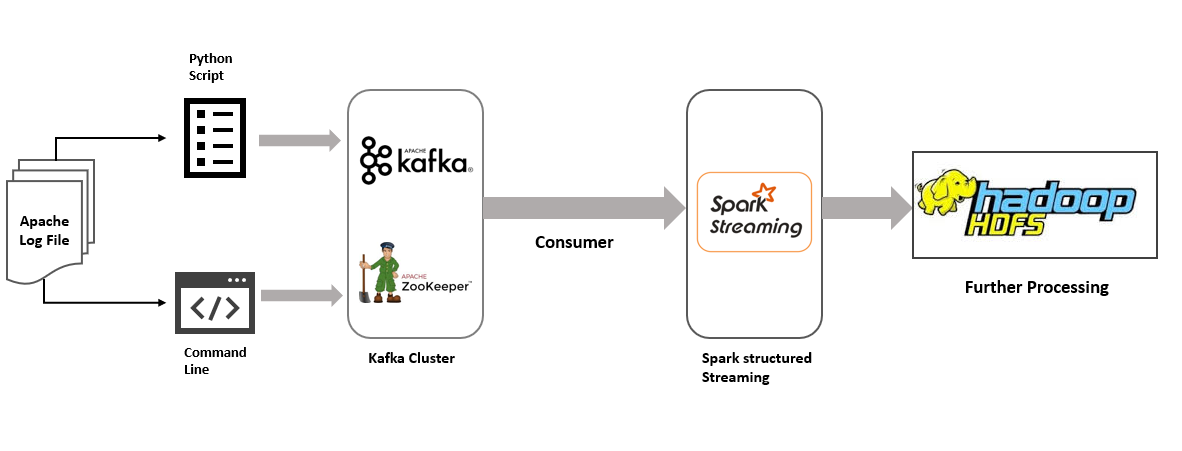 Python
Script
Apache
Log File
</>
Command
Line
APACHE
kafka®
APACHE
ZooKeeper™
Kafka Cluster
Consumer
Spark
Streaming
Spark structured
Streaming
hadoop
HDFS
Further Processing